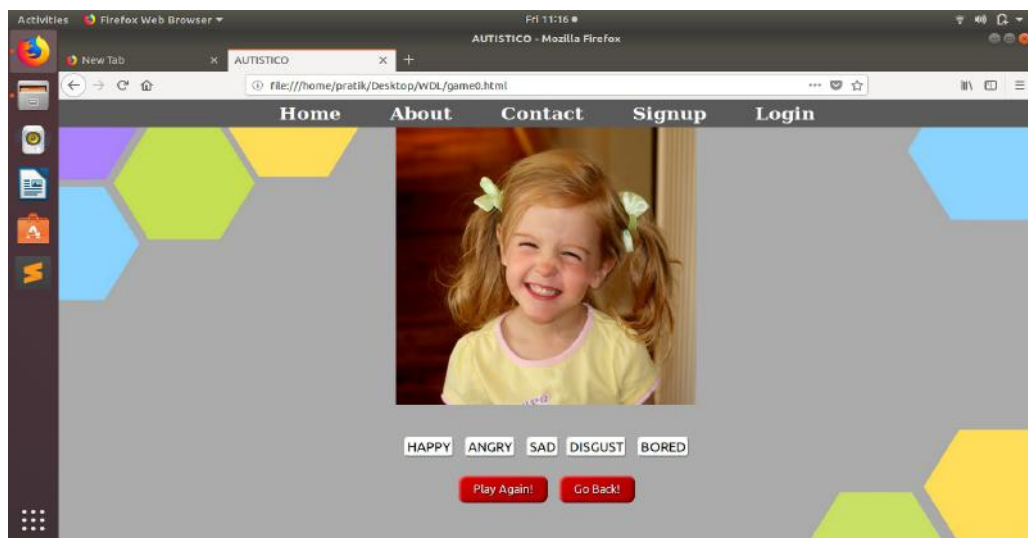 Activities Firefox Web Browser Fri 11:16
AUTISTICO - Mozilla Firefox
New Tab × AUTISTICO × +
file:///home/pratik/Desktop/WDL/game0.html
Home About Contact Signup Login
HAPPY ANGRY SAD DISGUST BORED
Play Again! Go Back!